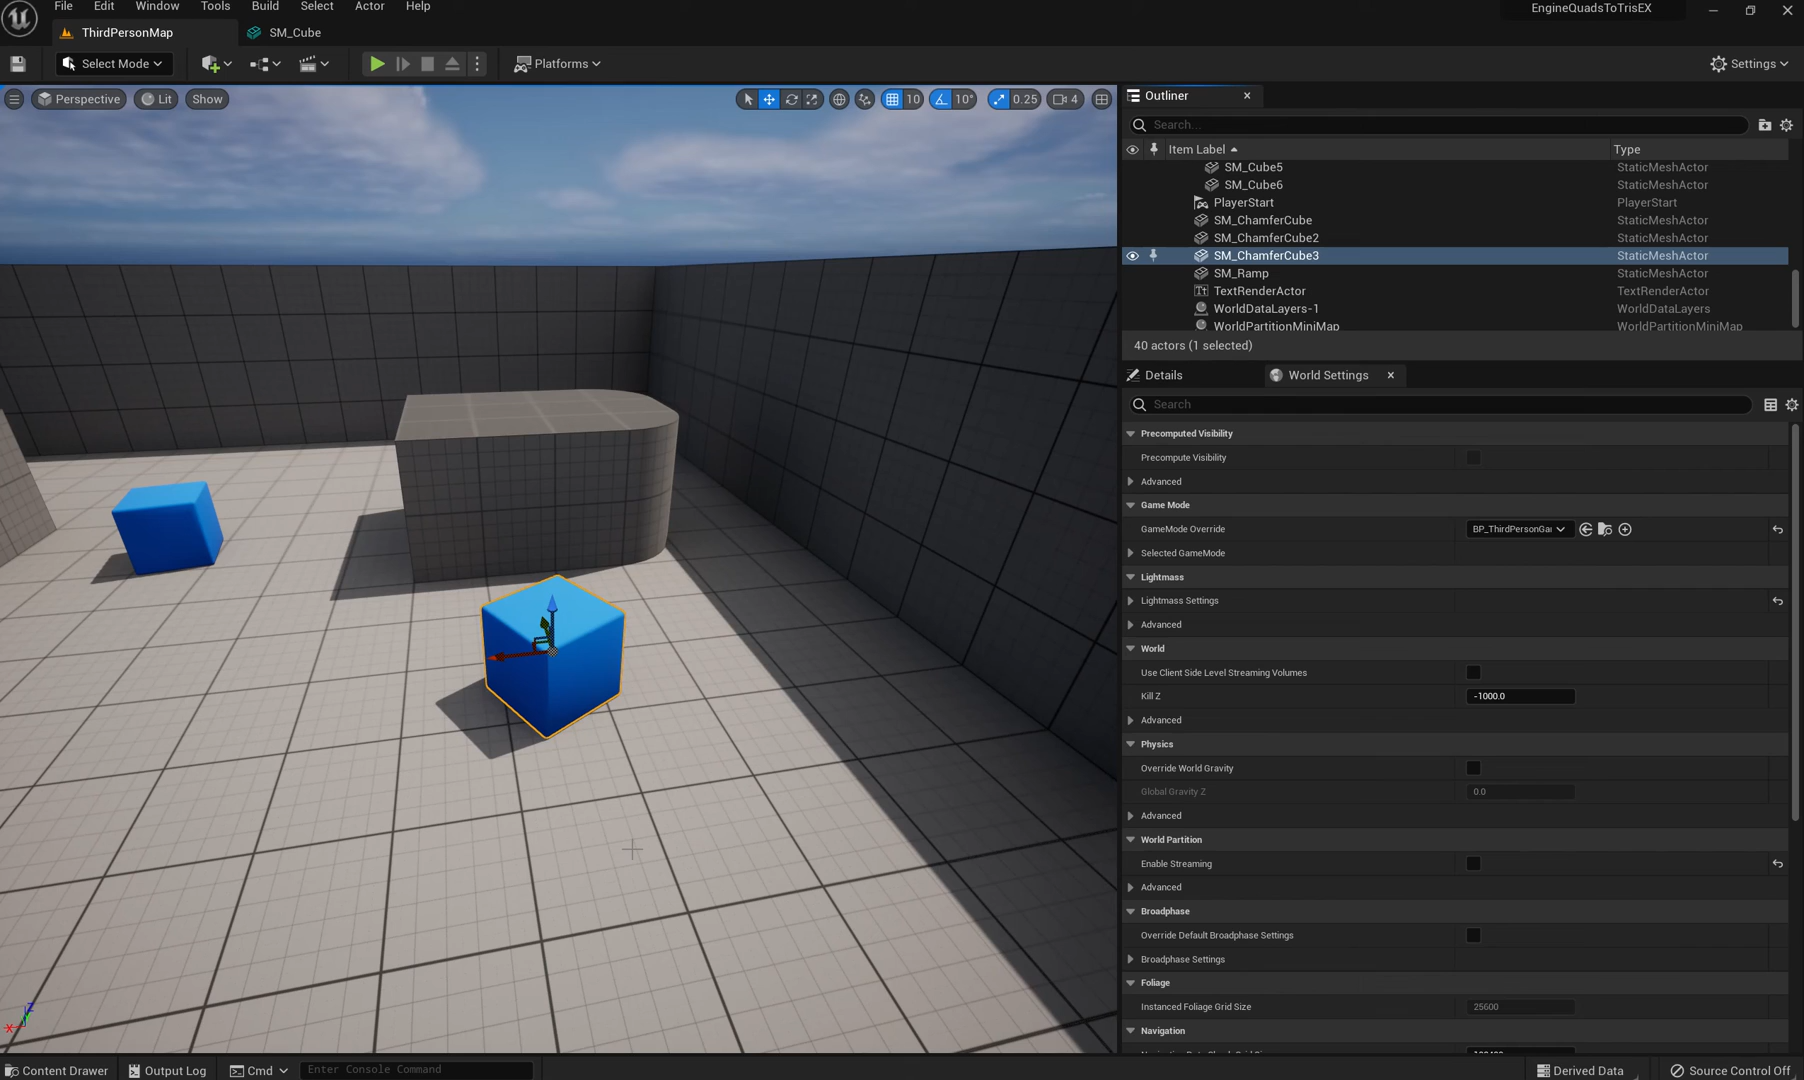 File Edit Window Tools Build Select Actor Help
EngineQuadsToTrisEX
ThirdPersonMap
SM_Cube
Select Mode
Platforms
Settings
Perspective
Lit
Show
10
10°
0.25
4
Outliner
Search...
Item Label
Type
SM_Cube5 StaticMeshActor
SM_Cube6 StaticMeshActor
PlayerStart PlayerStart
SM_ChamferCube StaticMeshActor
SM_ChamferCube2 StaticMeshActor
SM_ChamferCube3 StaticMeshActor
SM_Ramp StaticMeshActor
TextRenderActor TextRenderActor
WorldDataLayers-1 WorldDataLayers
WorldPartitionMiniMap WorldPartitionMiniMap
40 actors (1 selected)
Details
World Settings
Search
Precomputed Visibility
Precompute Visibility
Advanced
Game Mode
GameMode Override BP_ThirdPersonGa
Selected GameMode
Lightmass
Lightmass Settings
Advanced
World
Use Client Side Level Streaming Volumes
Kill Z -1000.0
Advanced
Physics
Override World Gravity
Global Gravity Z 0.0
Advanced
World Partition
Enable Streaming
Advanced
Broadphase
Override Default Broadphase Settings
Broadphase Settings
Foliage
Instanced Foliage Grid Size 25600
Navigation
Z
X
Content Drawer
Output Log
Cmd
Enter Console Command
Derived Data
Source Control Off